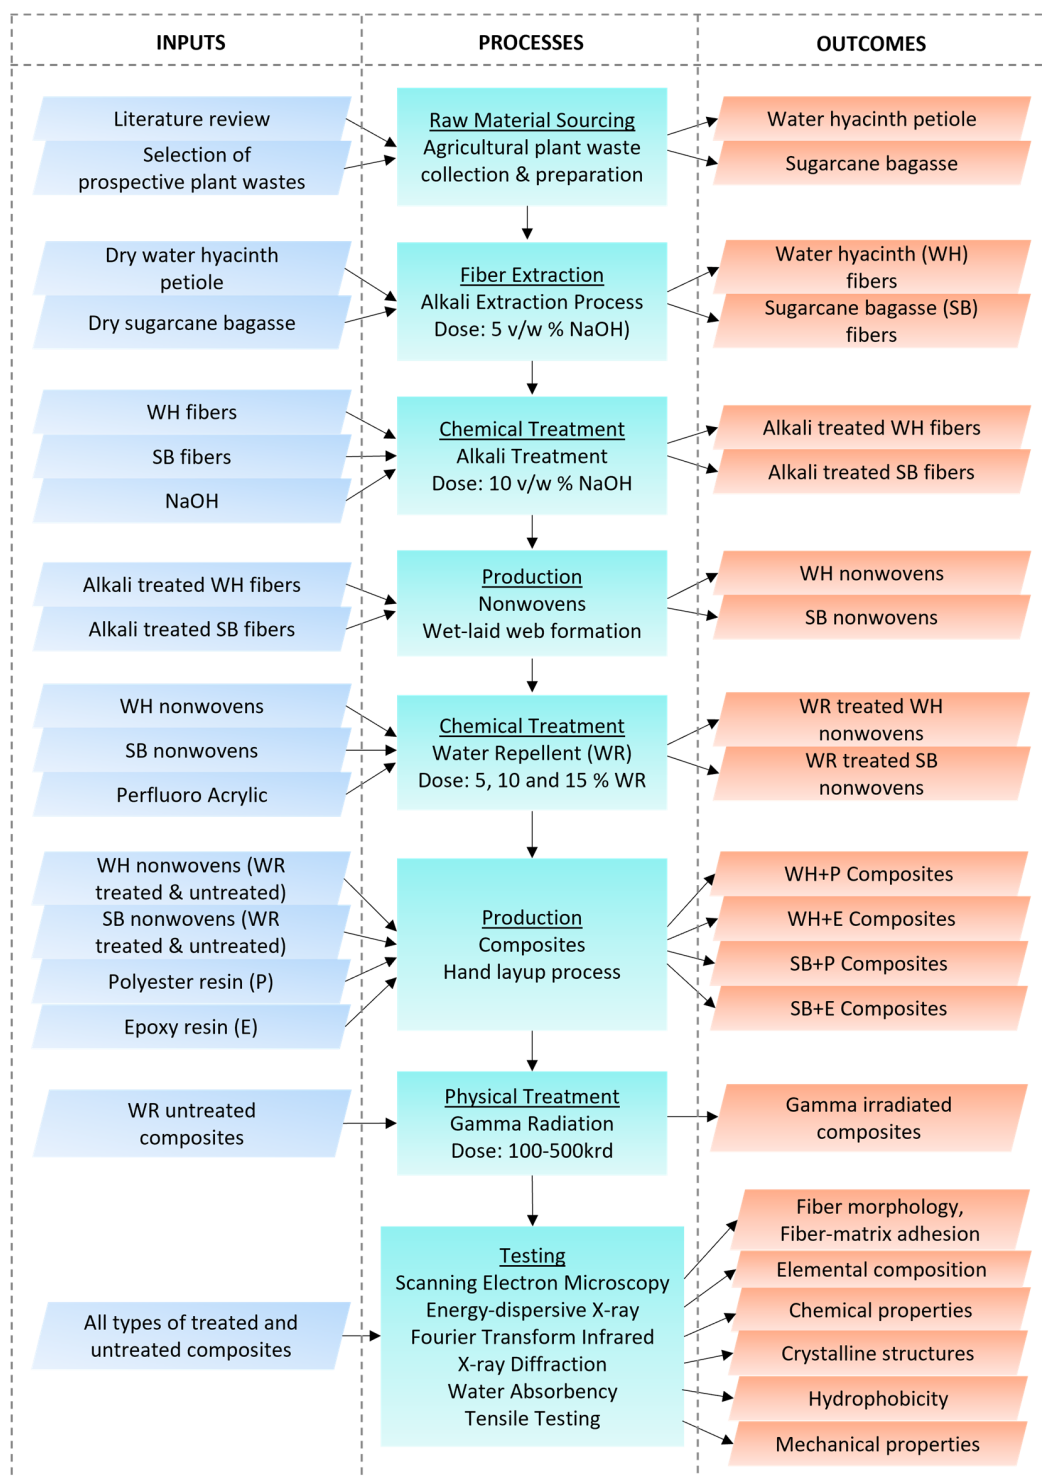 INPUTS
PROCESSES
OUTCOMES
Literature review
Selection of
prospective plant wastes
Raw Material Sourcing
Agricultural plant waste
collection & preparation
Water hyacinth petiole
Sugarcane bagasse
Dry water hyacinth
petiole
Dry sugarcane bagasse
Fiber Extraction
Alkali Extraction Process
Dose: 5 v/w % NaOH)
Water hyacinth (WH)
fibers
Sugarcane bagasse (SB)
fibers
WH fibers
SB fibers
NaOH
Chemical Treatment
Alkali Treatment
Dose: 10 v/w % NaOH
Alkali treated WH fibers
Alkali treated SB fibers
Alkali treated WH fibers
Alkali treated SB fibers
Production
Nonwovens
Wet-laid web formation
WH nonwovens
SB nonwovens
WH nonwovens
SB nonwovens
Perfluoro Acrylic
Chemical Treatment
Water Repellent (WR)
Dose: 5, 10 and 15 % WR
WR treated WH
nonwovens
WR treated SB
nonwovens
WH nonwovens (WR
treated & untreated)
SB nonwovens (WR
treated & untreated)
Polyester resin (P)
Epoxy resin (E)
Production
Composites
Hand layup process
WH+P Composites
WH+E Composites
SB+P Composites
SB+E Composites
WR untreated
composites
Physical Treatment
Gamma Radiation
Dose: 100-500krd
Gamma irradiated
composites
All types of treated and
untreated composites
Testing
Scanning Electron Microscopy
Energy-dispersive X-ray
Fourier Transform Infrared
X-ray Diffraction
Water Absorbency
Tensile Testing
Fiber morphology,
Fiber-matrix adhesion
Elemental composition
Chemical properties
Crystalline structures
Hydrophobicity
Mechanical properties